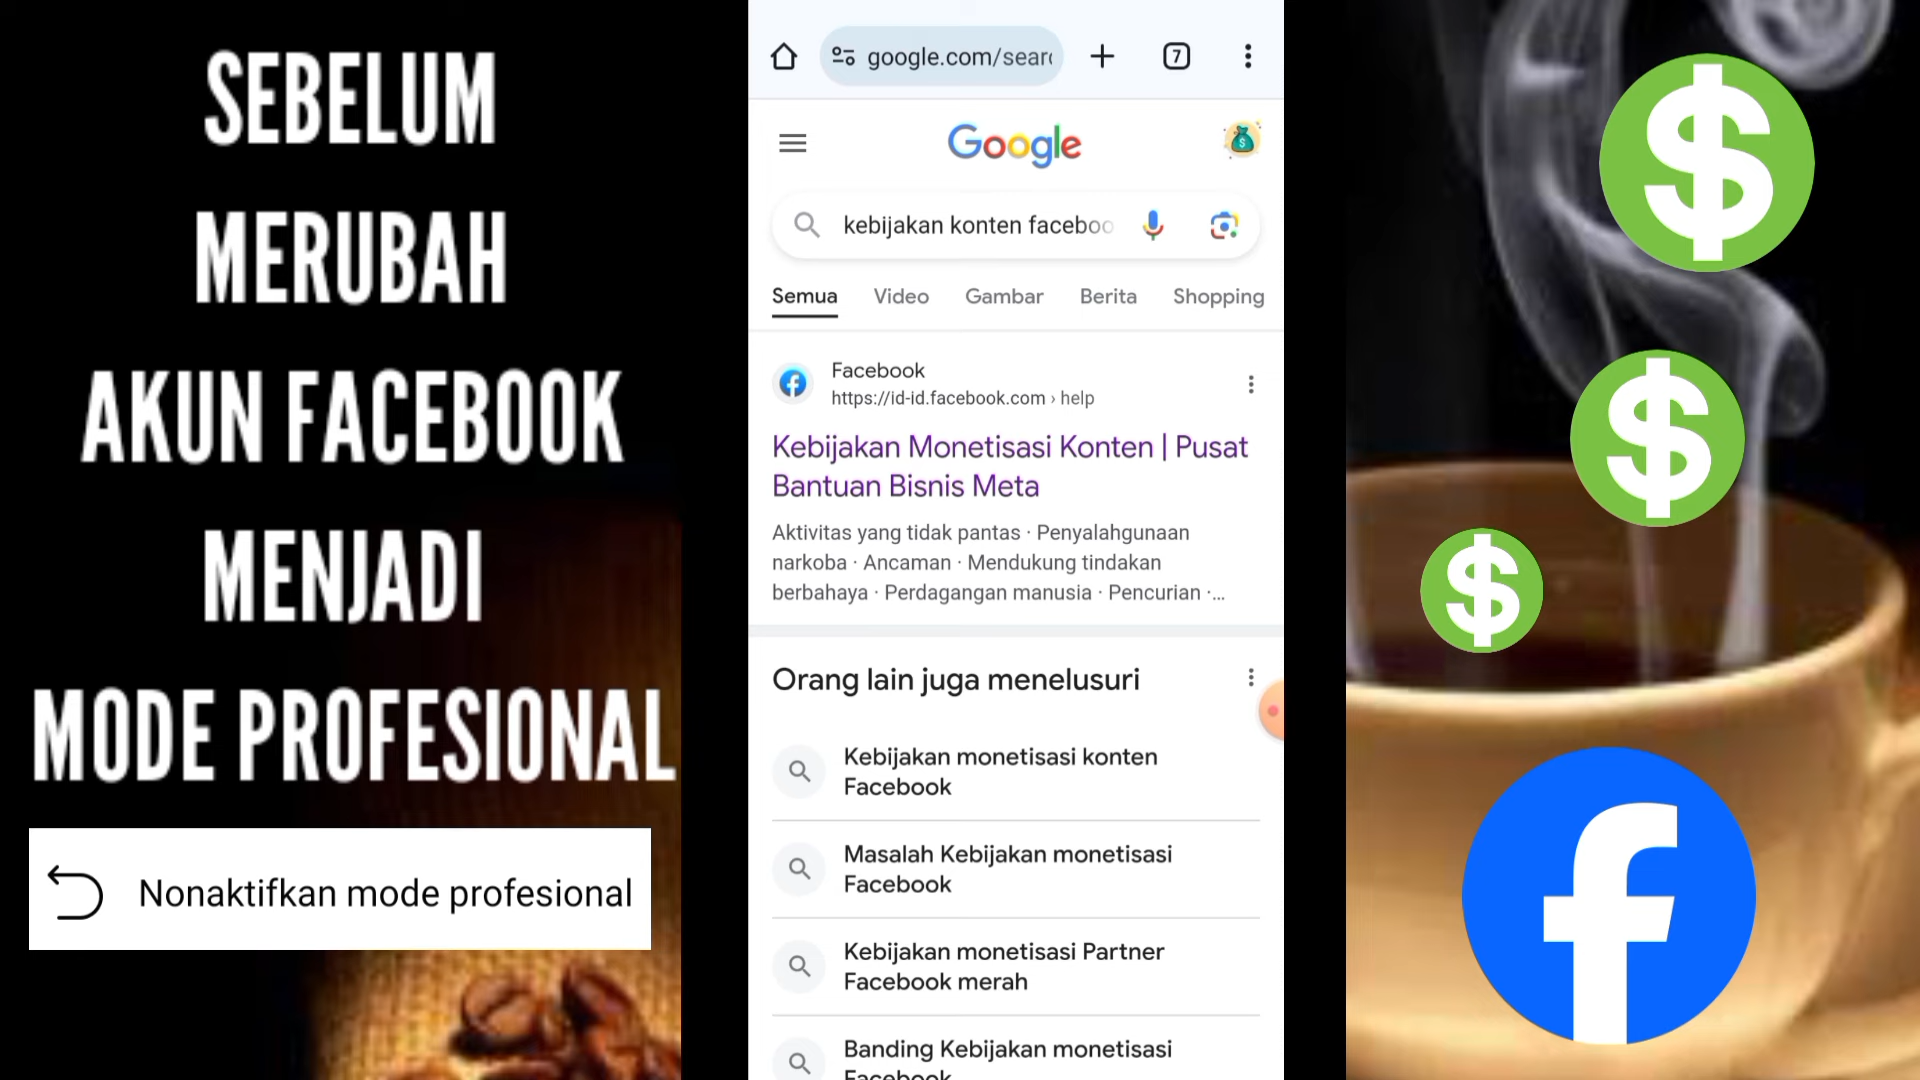 SEBELUM
MERUBAH
AKUN FACEBOOK
MENJADI
MODE PROFESIONAL
Nonaktifkan mode profesional
google.com/sear
7
Google
kebijakan konten faceboo
Semua Video Gambar Berita Shopping
Facebook
https://id-id.facebook.com › help
Kebijakan Monetisasi Konten | Pusat
Bantuan Bisnis Meta
Aktivitas yang tidak pantas · Penyalahgunaan
narkoba · Ancaman · Mendukung tindakan
berbahaya · Perdagangan manusia · Pencurian ·...
Orang lain juga menelusuri
Kebijakan monetisasi konten
Facebook
Masalah Kebijakan monetisasi
Facebook
Kebijakan monetisasi Partner
Facebook merah
Banding Kebijakan monetisasi
Facebook
$
$
$
f